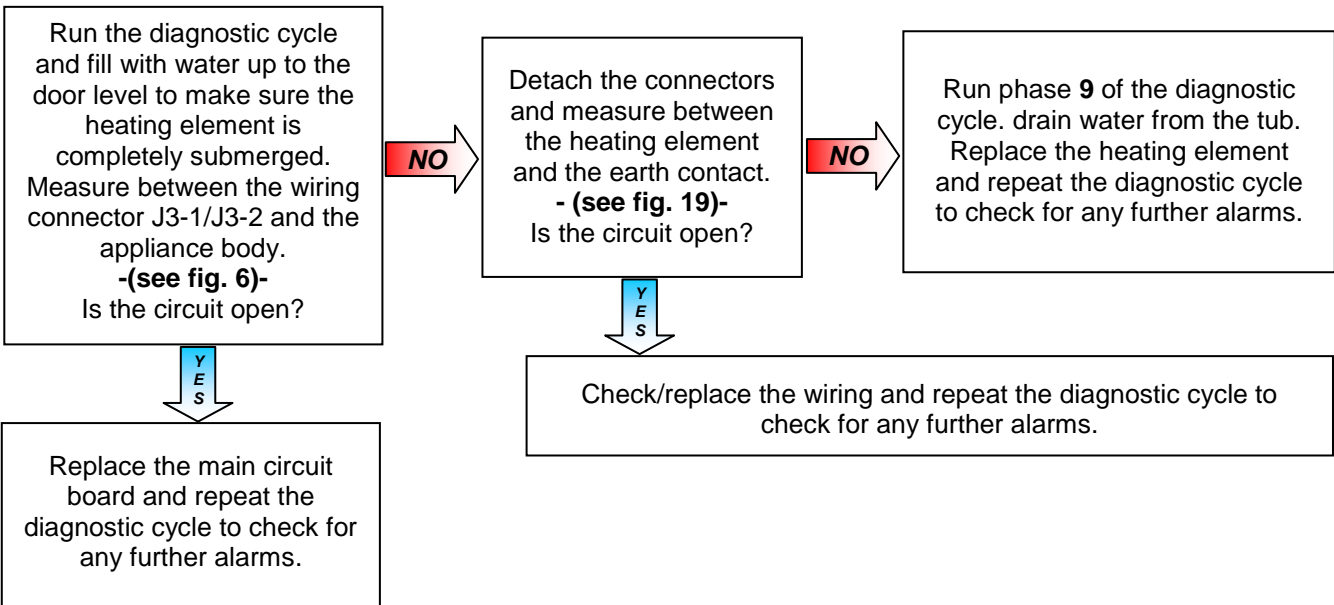 Run the diagnostic cycle
and fill with water up to the
door level to make sure the
heating element is
completely submerged.
Measure between the wiring
connector J3-1/J3-2 and the
appliance body.
-(see fig. 6)-
Is the circuit open?
NO
Detach the connectors
and measure between
the heating element
and the earth contact.
- (see fig. 19)-
Is the circuit open?
NO
Run phase 9 of the diagnostic
cycle. drain water from the tub.
Replace the heating element
and repeat the diagnostic cycle
to check for any further alarms.
YES
Check/replace the wiring and repeat the diagnostic cycle to
check for any further alarms.
YES
Replace the main circuit
board and repeat the
diagnostic cycle to check for
any further alarms.